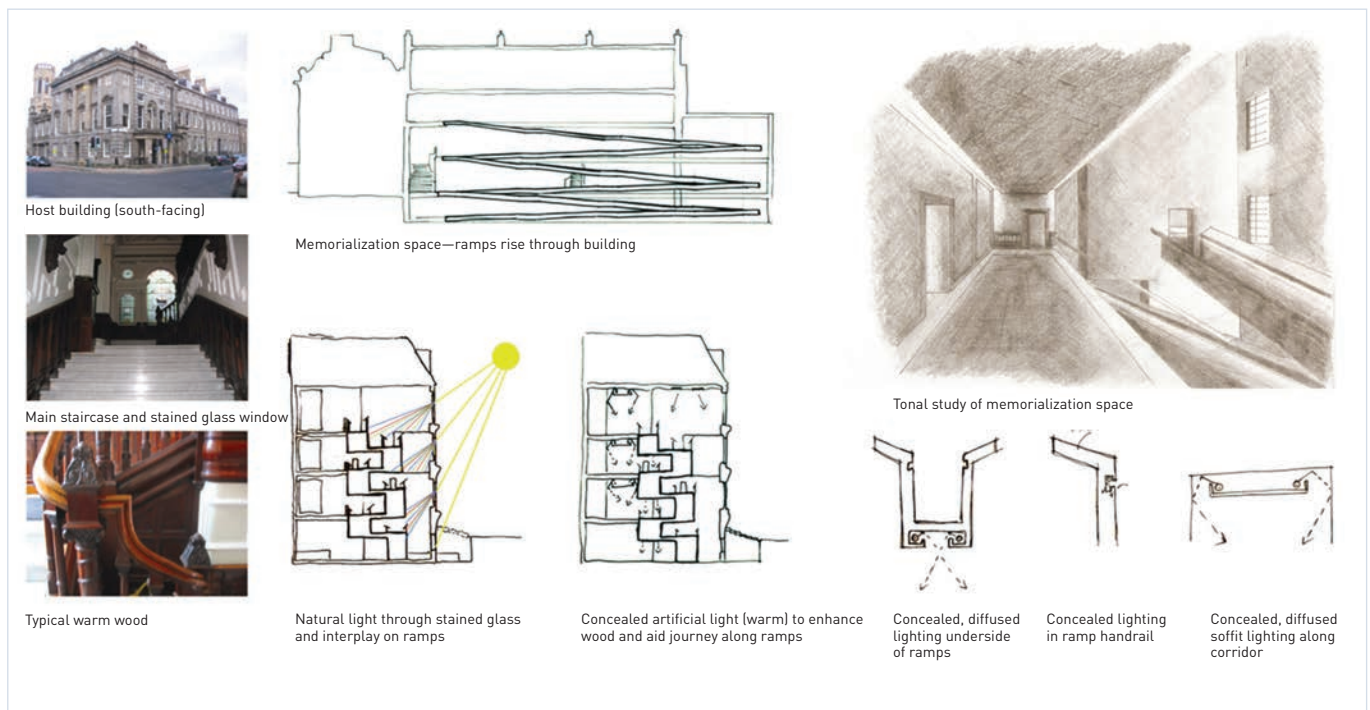 Host building (south-facing)
Memorialization space—ramps rise through building
Main staircase and stained glass window
Tonal study of memorialization space
Typical warm wood
Natural light through stained glass
and interplay on ramps
Concealed artificial light (warm) to enhance
wood and aid journey along ramps
Concealed, diffused
lighting underside
of ramps
Concealed lighting
in ramp handrail
Concealed, diffused
soffit lighting along
corridor